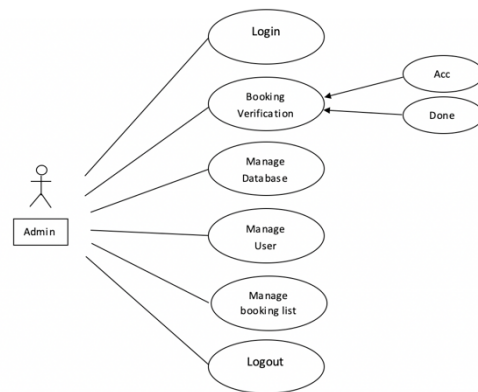 Login
Acc
Booking
Verification
Done
Manage
Database
Admin
Manage
User
Manage
booking list
Logout